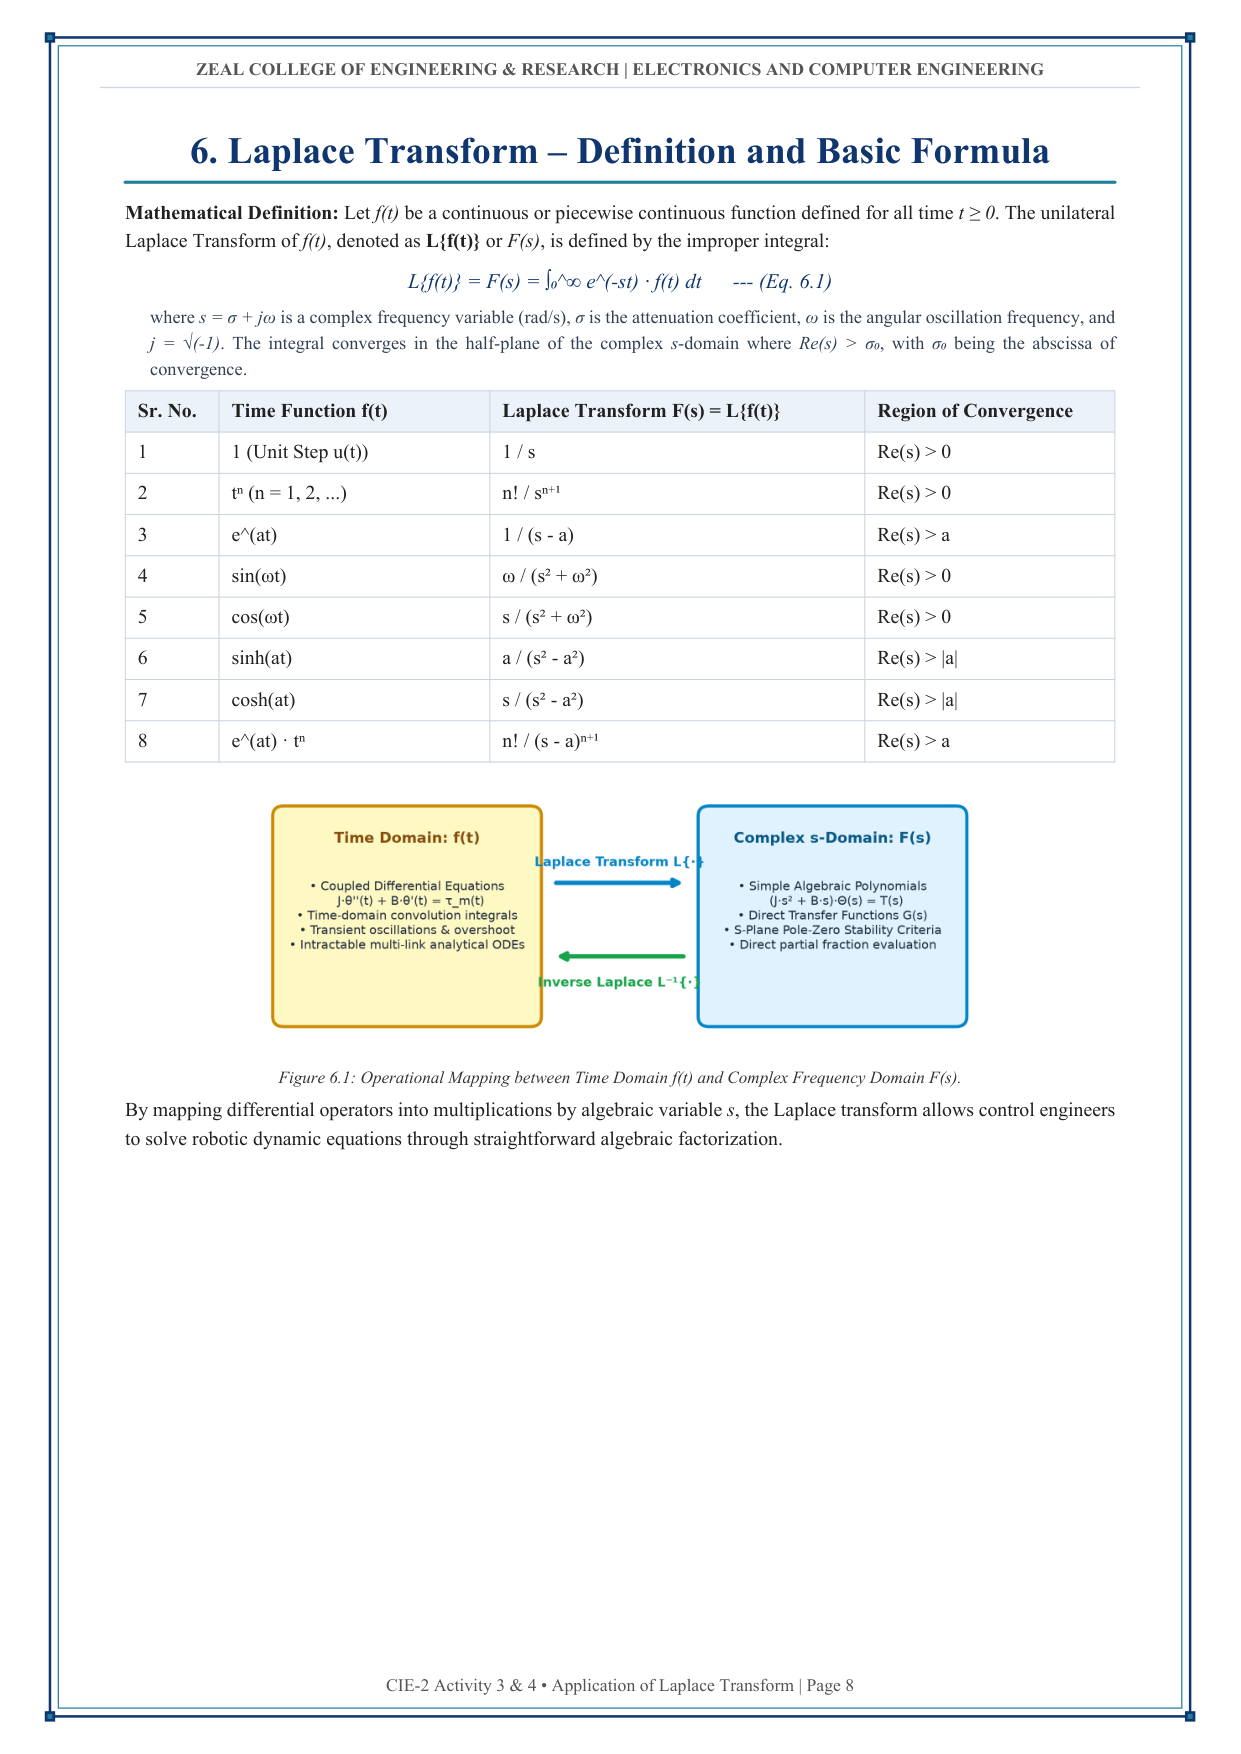 ZEAL COLLEGE OF ENGINEERING & RESEARCH | ELECTRONICS AND COMPUTER ENGINEERING
6. Laplace Transform – Definition and Basic Formula
Mathematical Definition: Let f(t) be a continuous or piecewise continuous function defined for all time t ≥ 0. The unilateral
Laplace Transform of f(t), denoted as L{f(t)} or F(s), is defined by the improper integral:
L{f(t)} = F(s) = ∫₀^∞ e^(-st) · f(t) dt --- (Eq. 6.1)
where s = σ + jω is a complex frequency variable (rad/s), σ is the attenuation coefficient, ω is the angular oscillation frequency, and
j = √(-1). The integral converges in the half-plane of the complex s-domain where Re(s) > σ₀, with σ₀ being the abscissa of
convergence.
Sr. No. Time Function f(t) Laplace Transform F(s) = L{f(t)} Region of Convergence
1 1 (Unit Step u(t)) 1 / s Re(s) > 0
2 tⁿ (n = 1, 2, ...) n! / sⁿ⁺¹ Re(s) > 0
3 e^(at) 1 / (s - a) Re(s) > a
4 sin(ωt) ω / (s² + ω²) Re(s) > 0
5 cos(ωt) s / (s² + ω²) Re(s) > 0
6 sinh(at) a / (s² - a²) Re(s) > |a|
7 cosh(at) s / (s² - a²) Re(s) > |a|
8 e^(at) · tⁿ n! / (s - a)ⁿ⁺¹ Re(s) > a
Time Domain: f(t)
• Coupled Differential Equations
J·θ''(t) + B·θ'(t) = τ_m(t)
• Time-domain convolution integrals
• Transient oscillations & overshoot
• Intractable multi-link analytical ODEs
Laplace Transform L{·}
Inverse Laplace L⁻¹{·}
Complex s-Domain: F(s)
• Simple Algebraic Polynomials
(J·s² + B·s)·Θ(s) = T(s)
• Direct Transfer Functions G(s)
• S-Plane Pole-Zero Stability Criteria
• Direct partial fraction evaluation
Figure 6.1: Operational Mapping between Time Domain f(t) and Complex Frequency Domain F(s).
By mapping differential operators into multiplications by algebraic variable s, the Laplace transform allows control engineers
to solve robotic dynamic equations through straightforward algebraic factorization.
CIE-2 Activity 3 & 4 • Application of Laplace Transform | Page 8